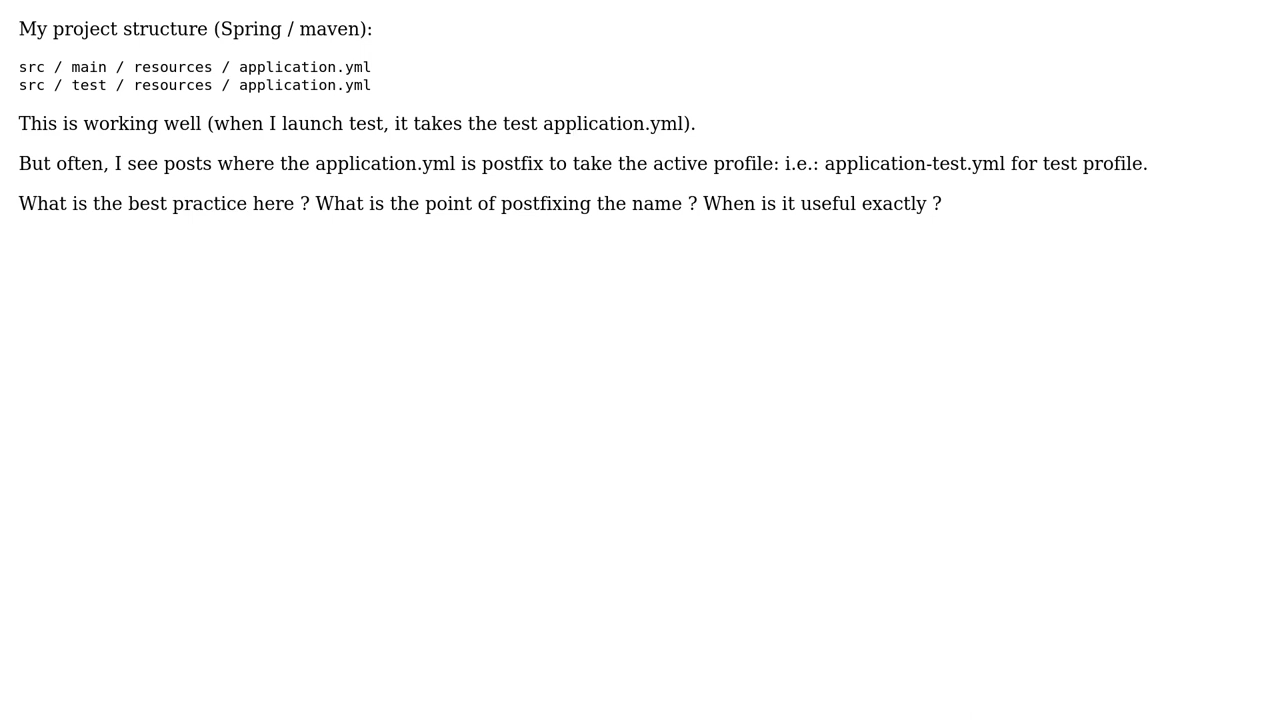 My project structure (Spring / maven):
src / main / resources / application.yml
src / test / resources / application.yml
This is working well (when I launch test, it takes the test application.yml).
But often, I see posts where the application.yml is postfix to take the active profile: i.e.: application-test.yml for test profile.
What is the best practice here ? What is the point of postfixing the name ? When is it useful exactly ?